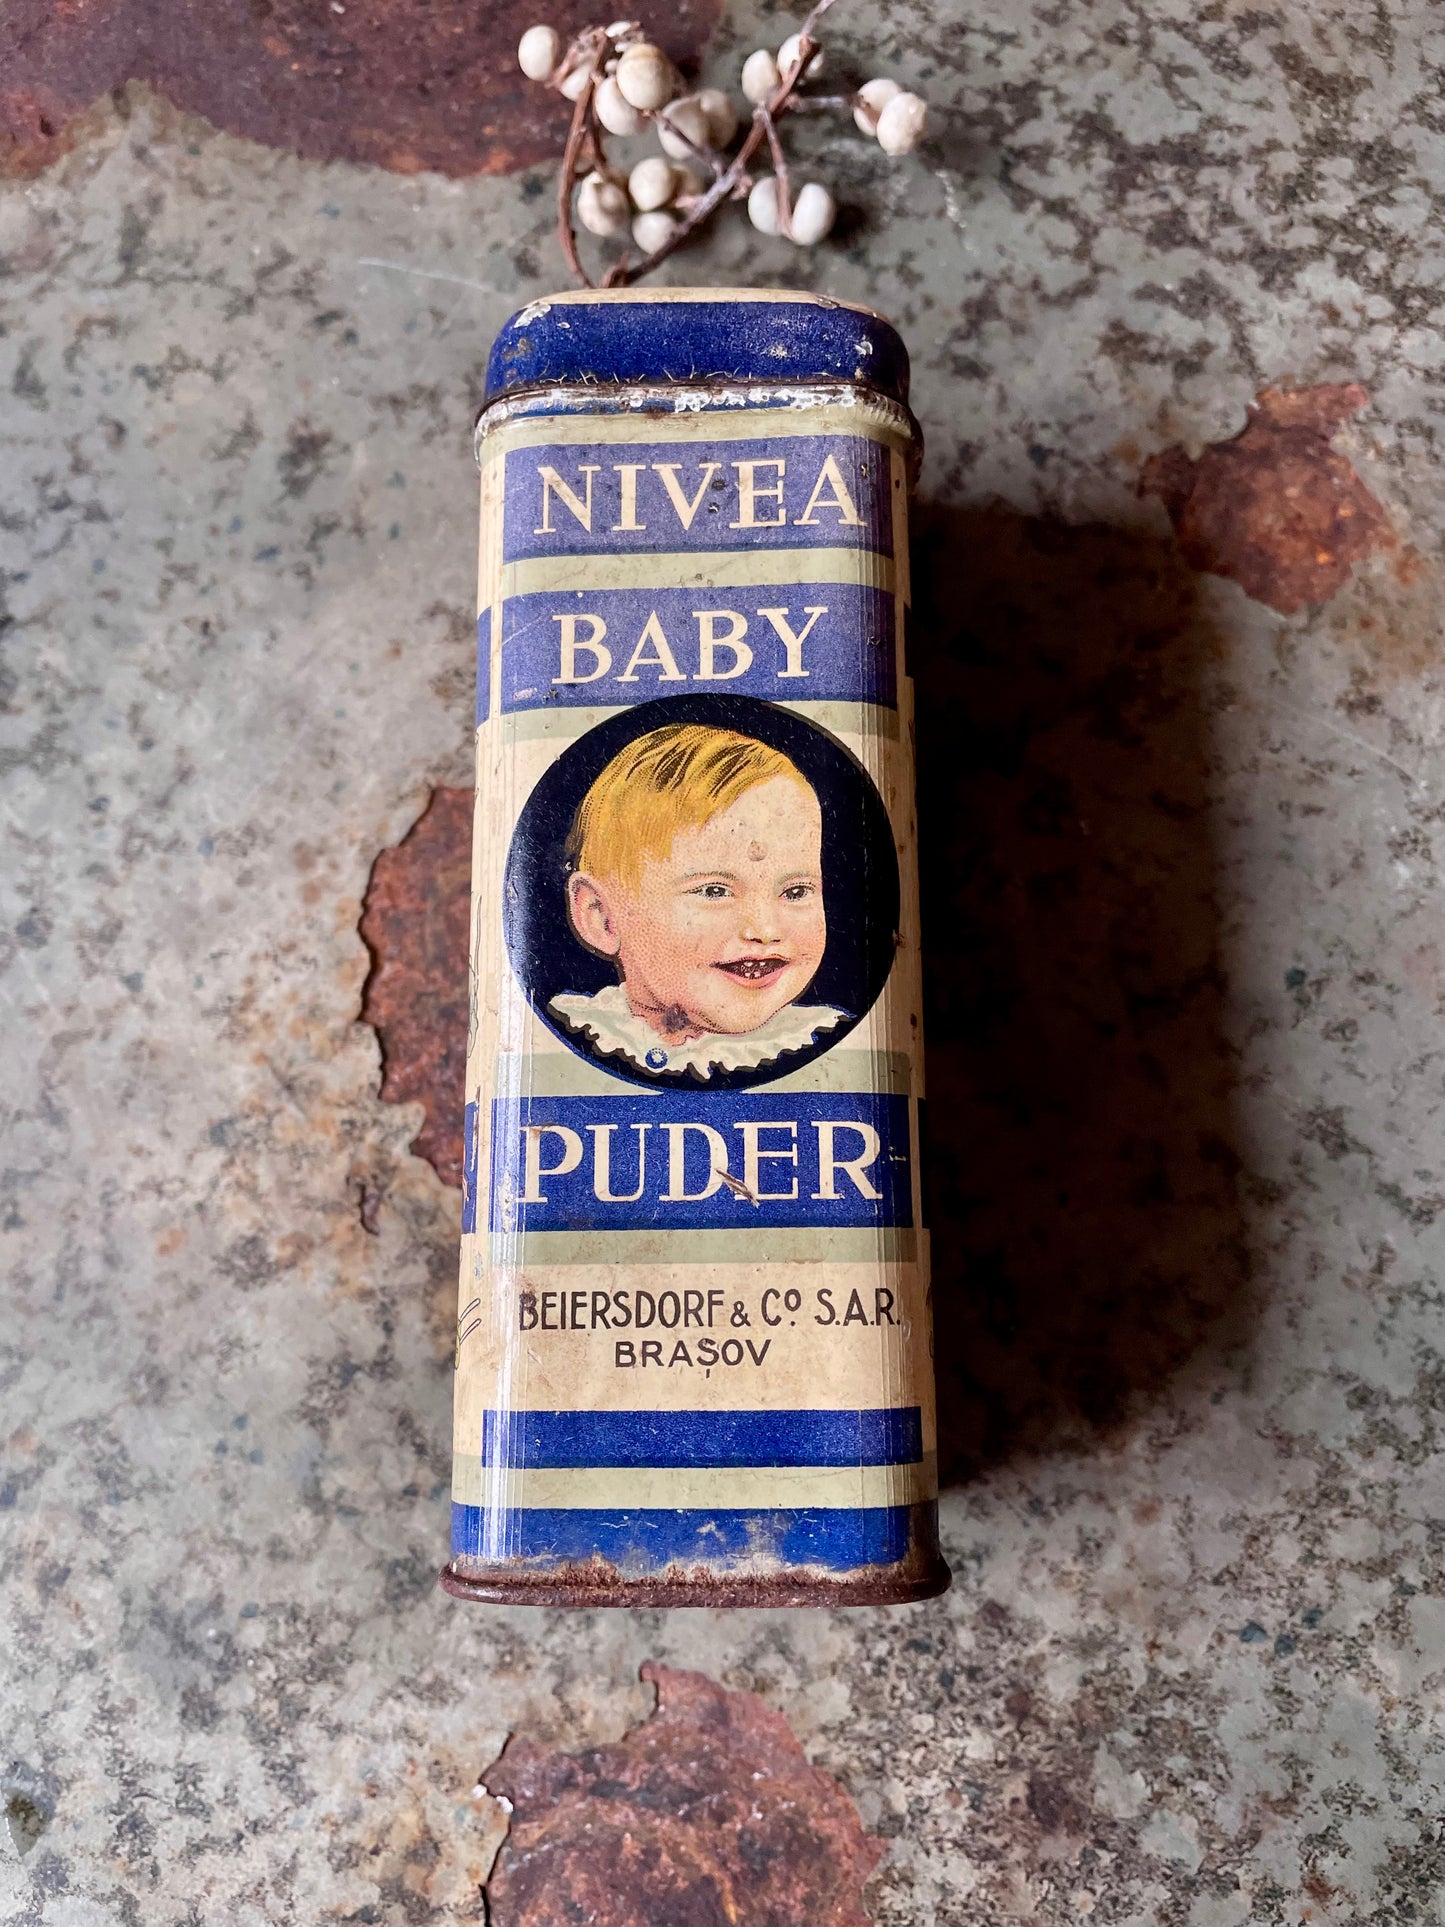 NIVEA
BABY
PUDER
BEIERSDORF & Cº S.A.R.
BRAȘOV